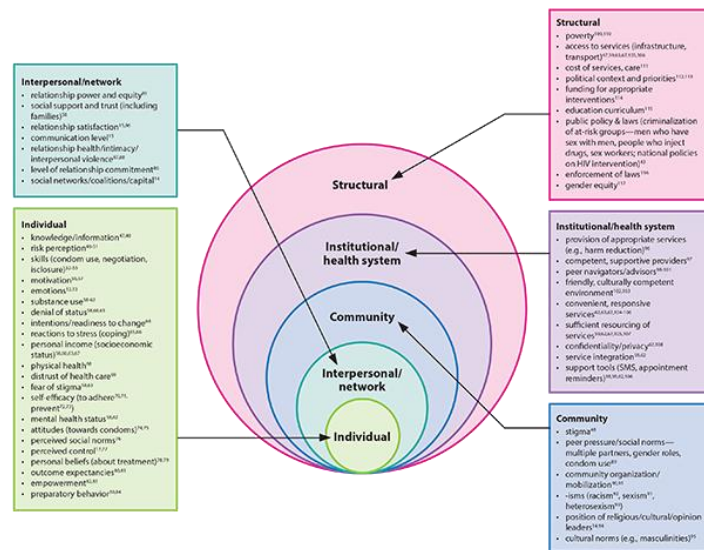 Interpersonal/network
• relationship power and equity
• social support and trust (including
families)
• relationship satisfaction
• communication level
• relationship health/intimacy/
interpersonal violence
• level of relationship commitment
• social networks/coalitions/capital
Individual
• knowledge/information
• risk perception
• skills (condom use, negotiation,
isclosure)
• motivation
• emotions
• substance use
• denial of status
• intentions/readiness to change
• reactions to stress (coping)
• personal income (socioeconomic
status)
• physical health
• distrust of health care
• fear of stigma
• self-efficacy (to adhere
prevent
• mental health status
• attitudes (towards condoms)
• perceived social norms
• perceived control
• personal beliefs (about treatment)
• outcome expectancies
• empowerment
• preparatory behavior
Structural
Institutional/
health system
Community
Interpersonal/
network
Individual
Structural
• poverty
• access to services (infrastructure,
transport)
• cost of services, care
• political context and priorities
• funding for appropriate
interventions
• education curriculum
• public policy & laws (criminalization
of at-risk groups—men who have
sex with men, people who inject
drugs, sex workers; national policies
on HIV intervention)
• enforcement of laws
• gender equity
Institutional/health system
• provision of appropriate services
(e.g., harm reduction)
• competent, supportive providers
• peer navigators/advisors
• friendly, culturally competent
environment
• convenient, responsive
services
• sufficient resourcing of
services
• confidentiality/privacy
• service integration
• support tools (SMS, appointment
reminders)
Community
• stigma
• peer pressure/social norms—
multiple partners, gender roles,
condom use
• community organization/
mobilization
• -isms (racism, sexism,
heterosexism)
• position of religious/cultural/opinion
leaders
• cultural norms (e.g., masculinities)